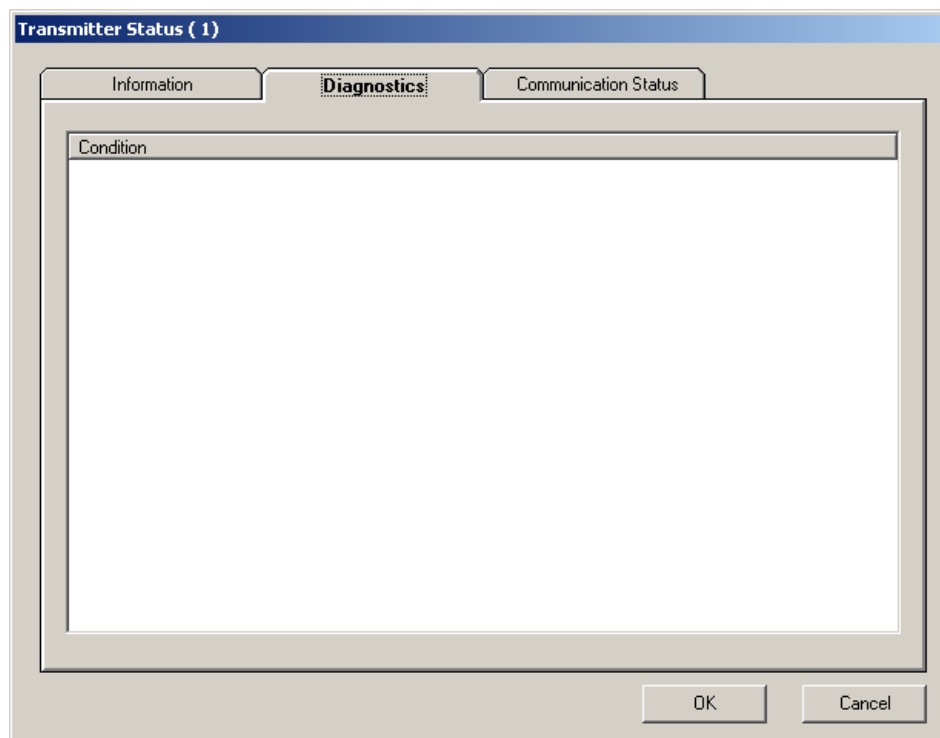 Transmitter Status ( 1)
Information Diagnostics Communication Status
Condition
OK Cancel